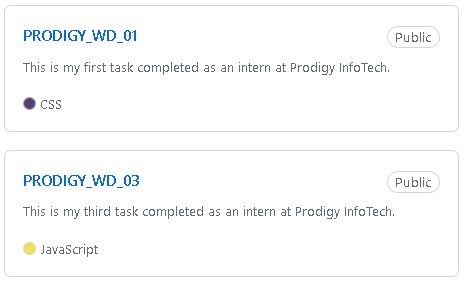 PRODIGY_WD_01
Public
This is my first task completed as an intern at Prodigy InfoTech.
CSS
PRODIGY_WD_03
Public
This is my third task completed as an intern at Prodigy InfoTech.
JavaScript